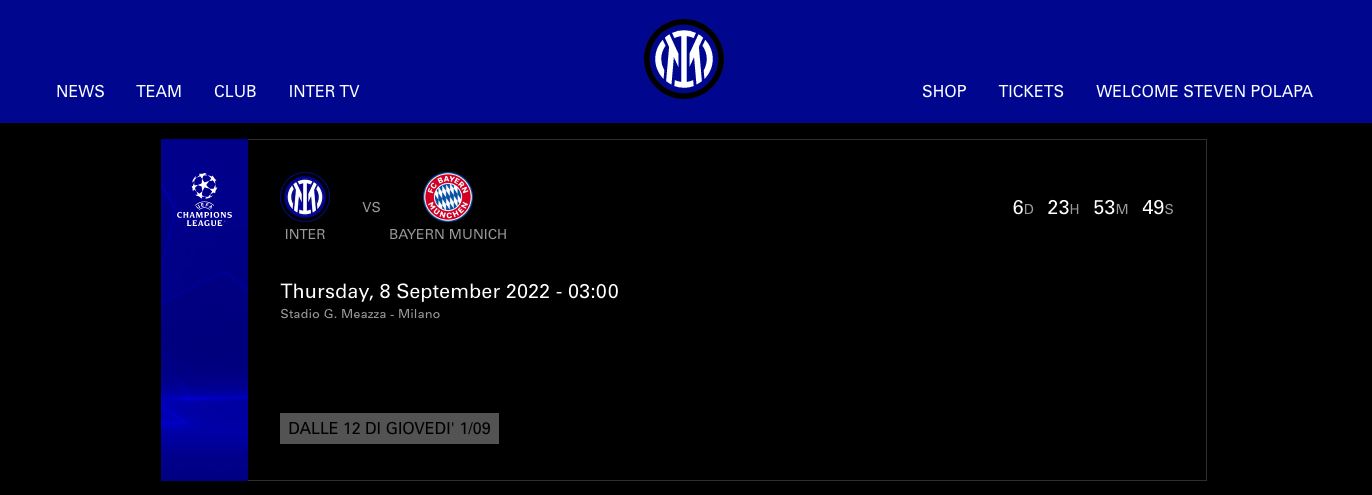 NEWS TEAM CLUB INTER TV SHOP TICKETS WELCOME STEVEN POLAPA
UEFA
CHAMPIONS
LEAGUE
FC BAYERN MÜNCHEN
VS
INTER BAYERN MUNICH
6D 23H 53M 49S
Thursday, 8 September 2022 - 03:00
Stadio G. Meazza - Milano
DALLE 12 DI GIOVEDI' 1/09